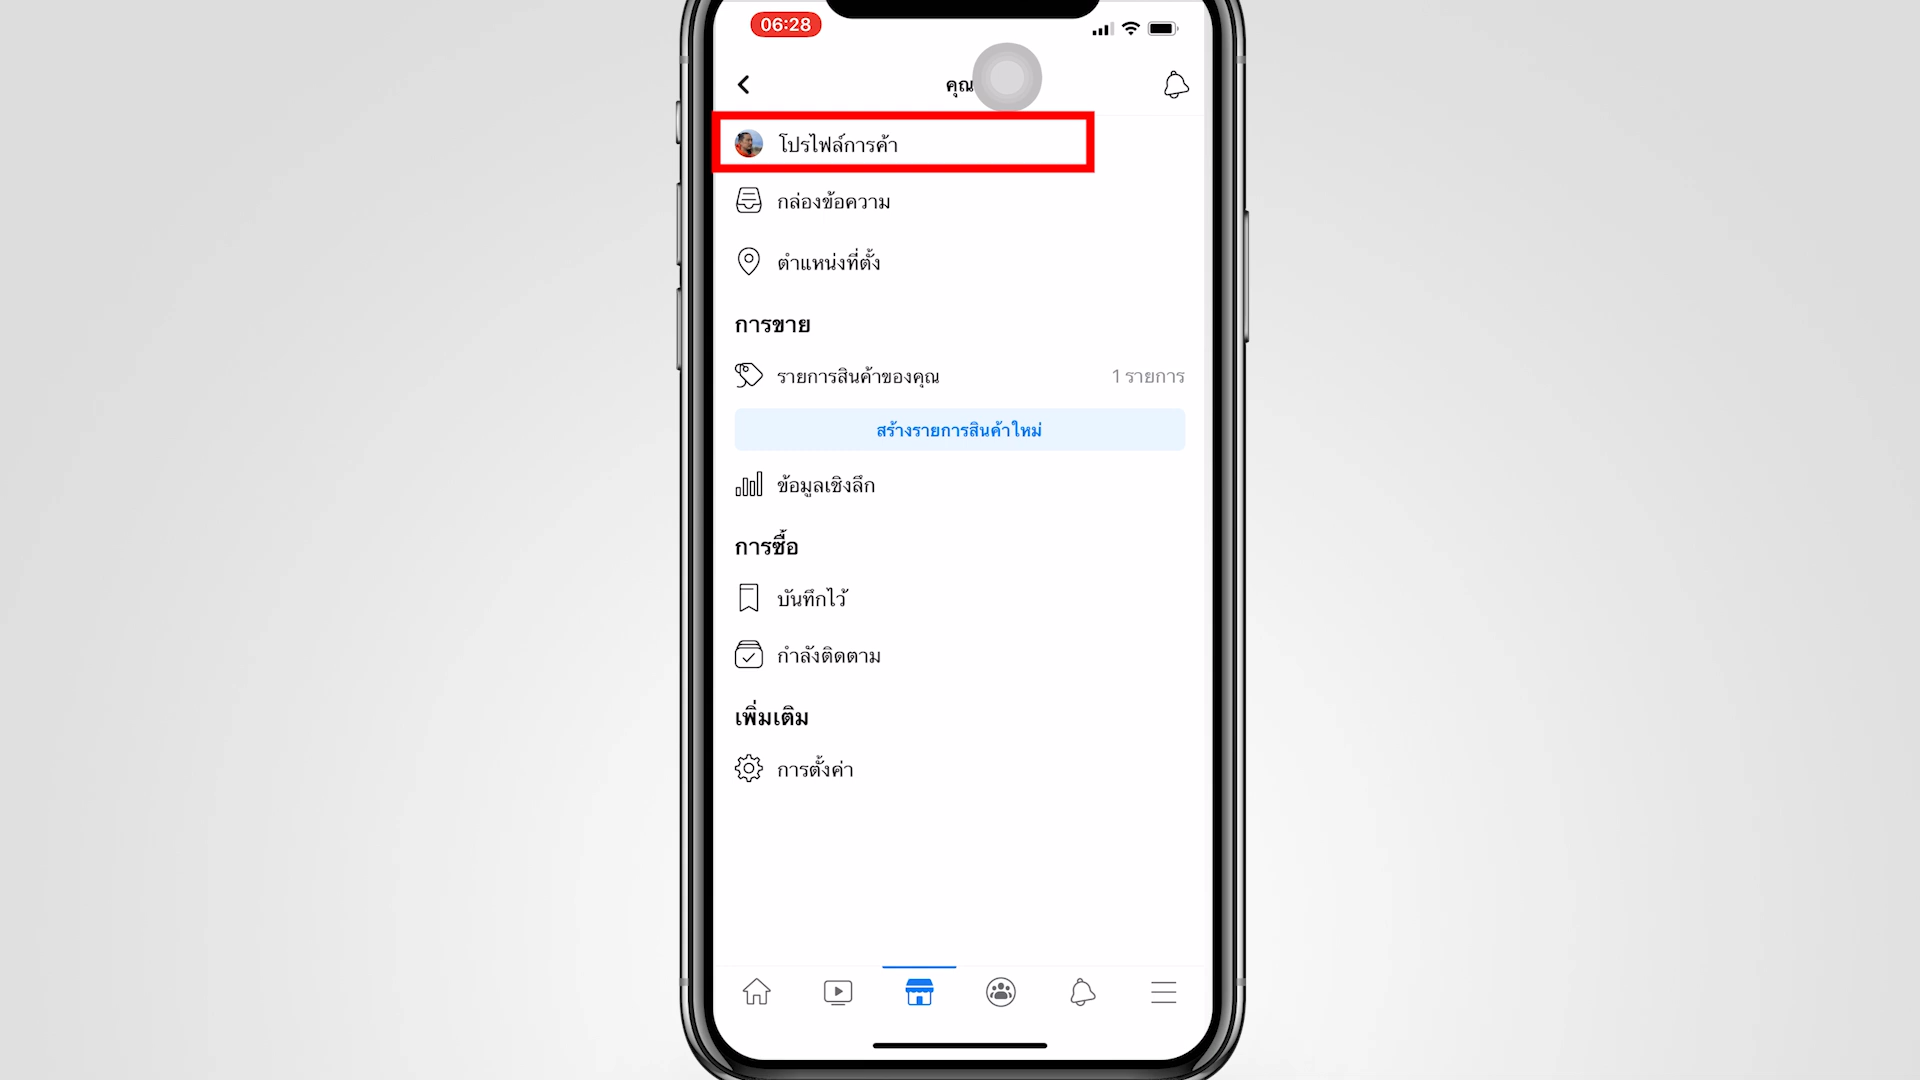 06:28
คุณ
โปรไฟล์การค้า
กล่องข้อความ
ตำแหน่งที่ตั้ง
การขาย
รายการสินค้าของคุณ
1 รายการ
สร้างรายการสินค้าใหม่
ข้อมูลเชิงลึก
การซื้อ
บันทึกไว้
กำลังติดตาม
เพิ่มเติม
การตั้งค่า